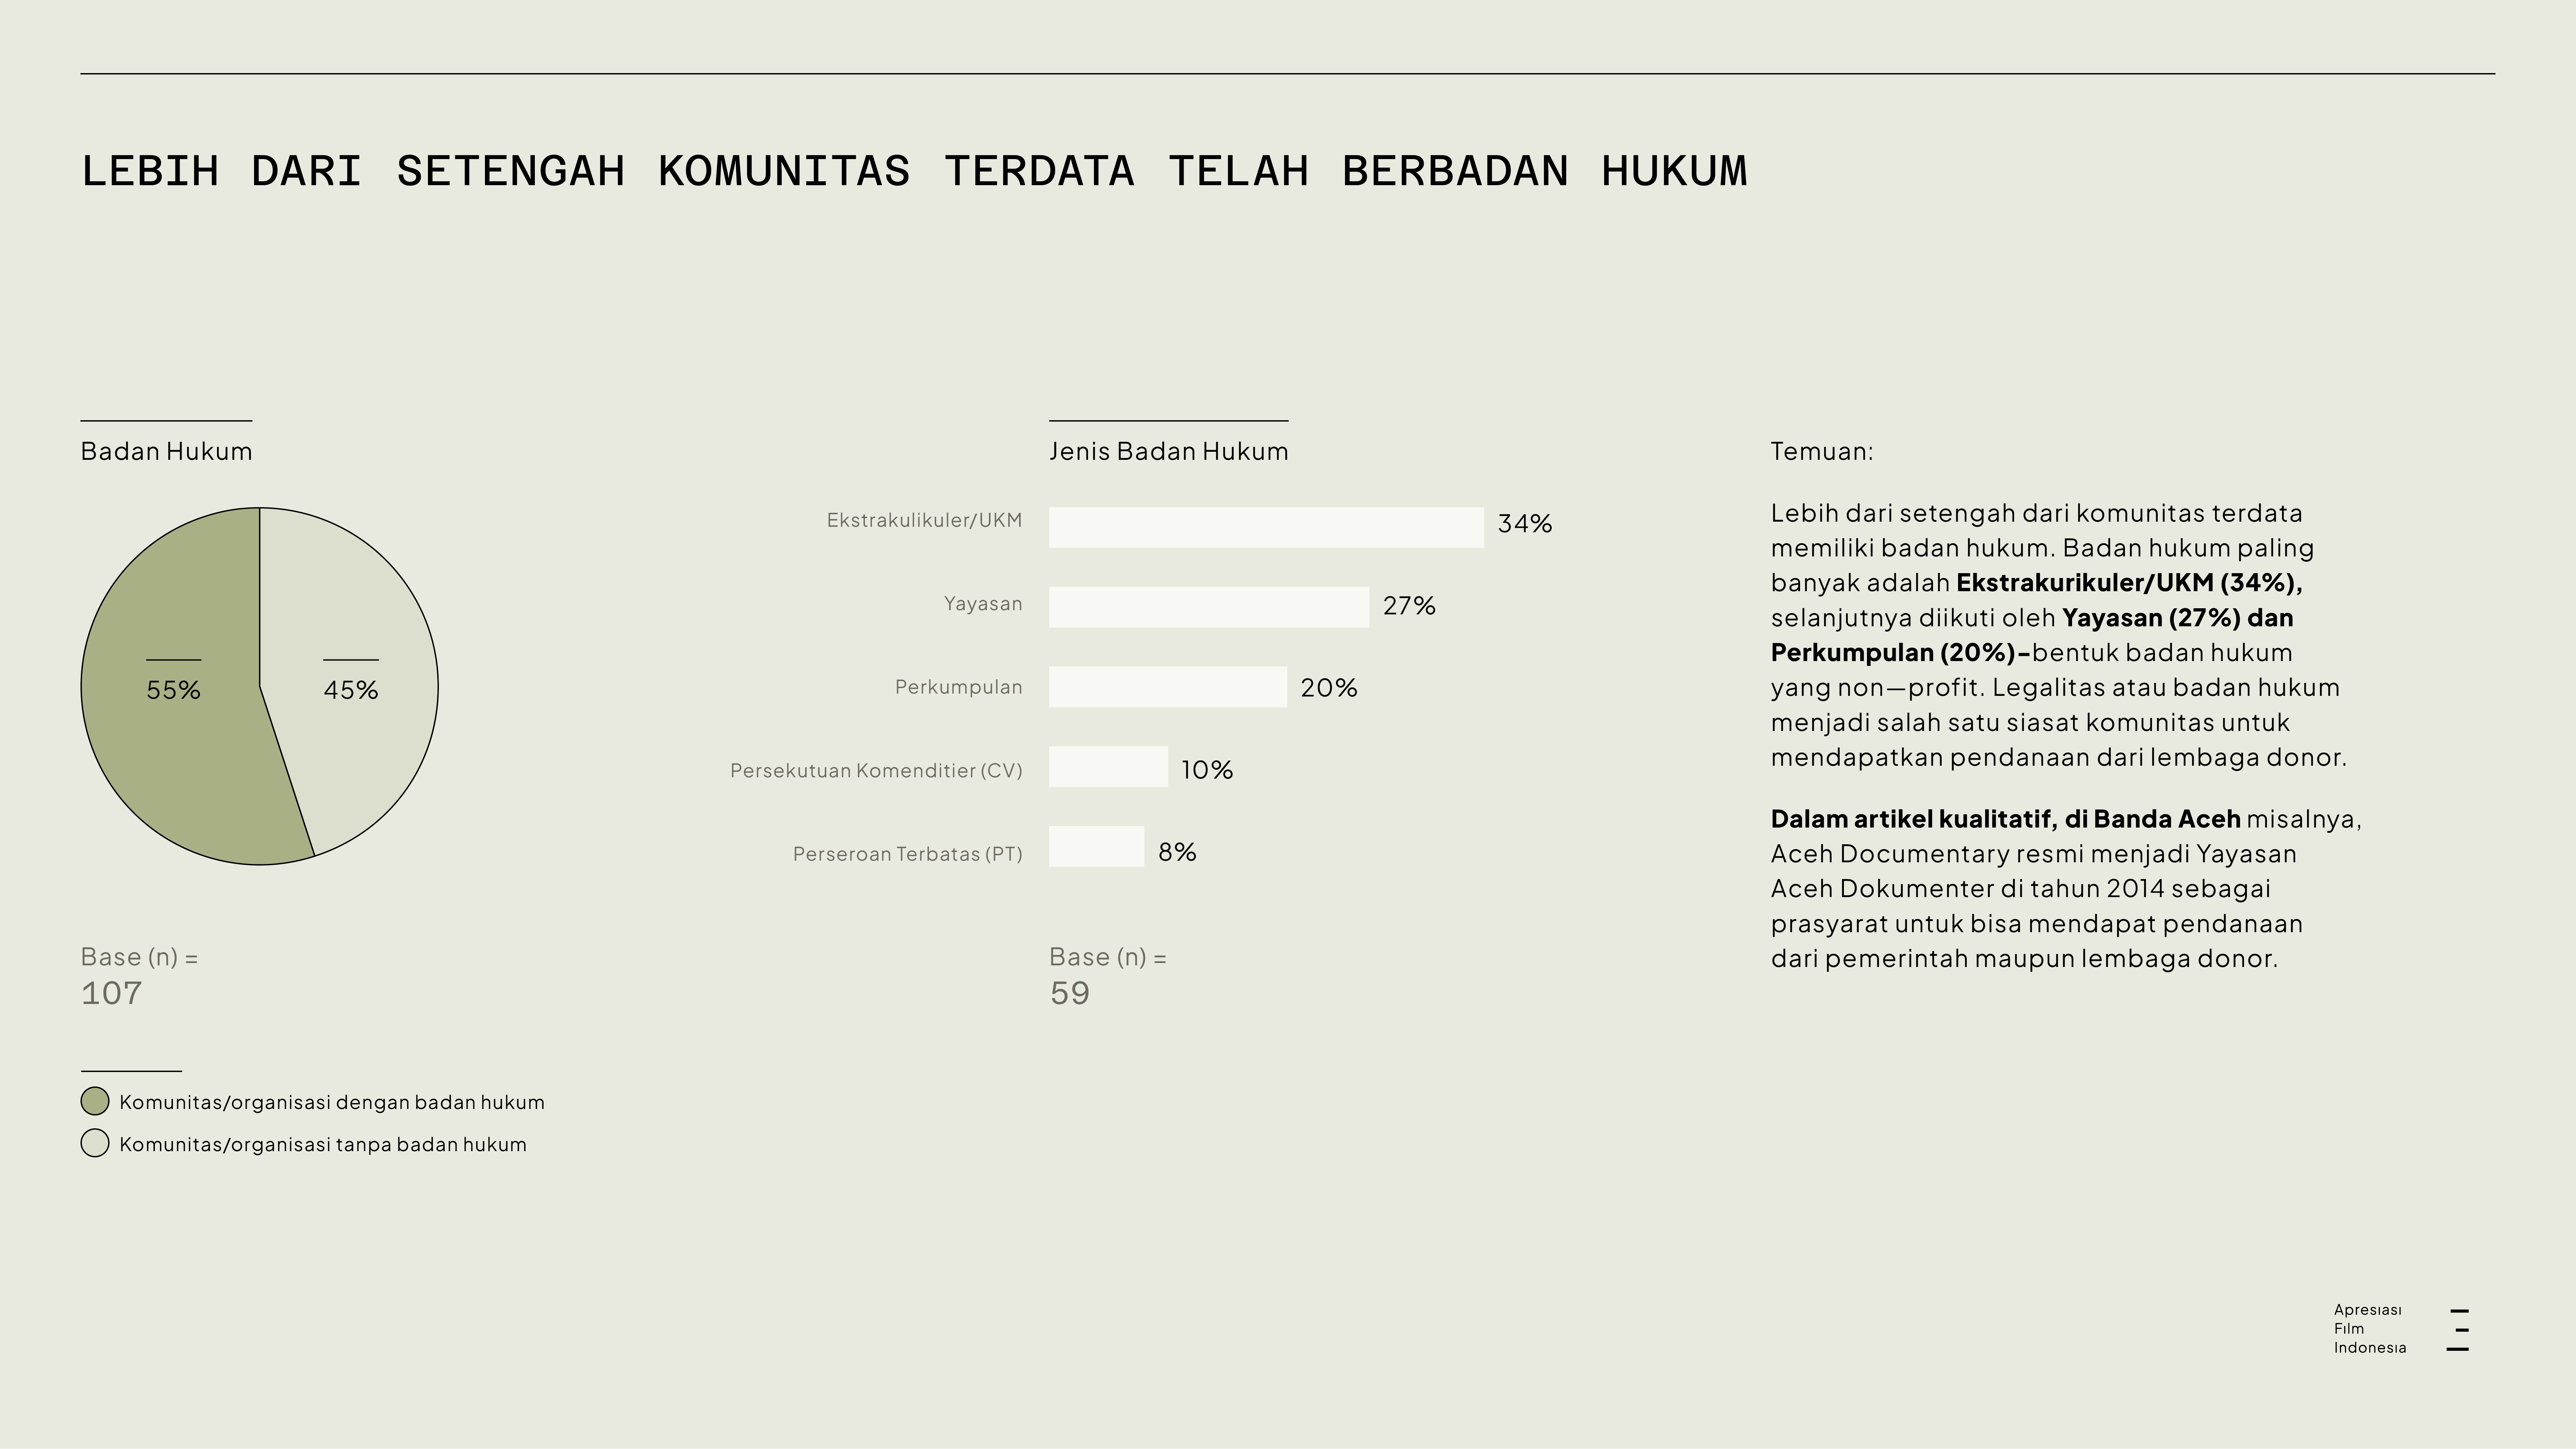 LEBIH DARI SETENGAH KOMUNITAS TERDATA TELAH BERBADAN HUKUM
Badan Hukum
55%
45%
Base (n) =
107
Komunitas/organisasi dengan badan hukum
Komunitas/organisasi tanpa badan hukum
Jenis Badan Hukum
Ekstrakulikuler/UKM
34%
Yayasan
27%
Perkumpulan
20%
Persekutuan Komenditier (CV)
10%
Perseroan Terbatas (PT)
8%
Base (n) =
59
Temuan:
Lebih dari setengah dari komunitas terdata
memiliki badan hukum. Badan hukum paling
banyak adalah Ekstrakurikuler/UKM (34%),
selanjutnya diikuti oleh Yayasan (27%) dan
Perkumpulan (20%)–bentuk badan hukum
yang non—profit. Legalitas atau badan hukum
menjadi salah satu siasat komunitas untuk
mendapatkan pendanaan dari lembaga donor.
Dalam artikel kualitatif, di Banda Aceh misalnya,
Aceh Documentary resmi menjadi Yayasan
Aceh Dokumenter di tahun 2014 sebagai
prasyarat untuk bisa mendapat pendanaan
dari pemerintah maupun lembaga donor.
Apresiasi
Film
Indonesia